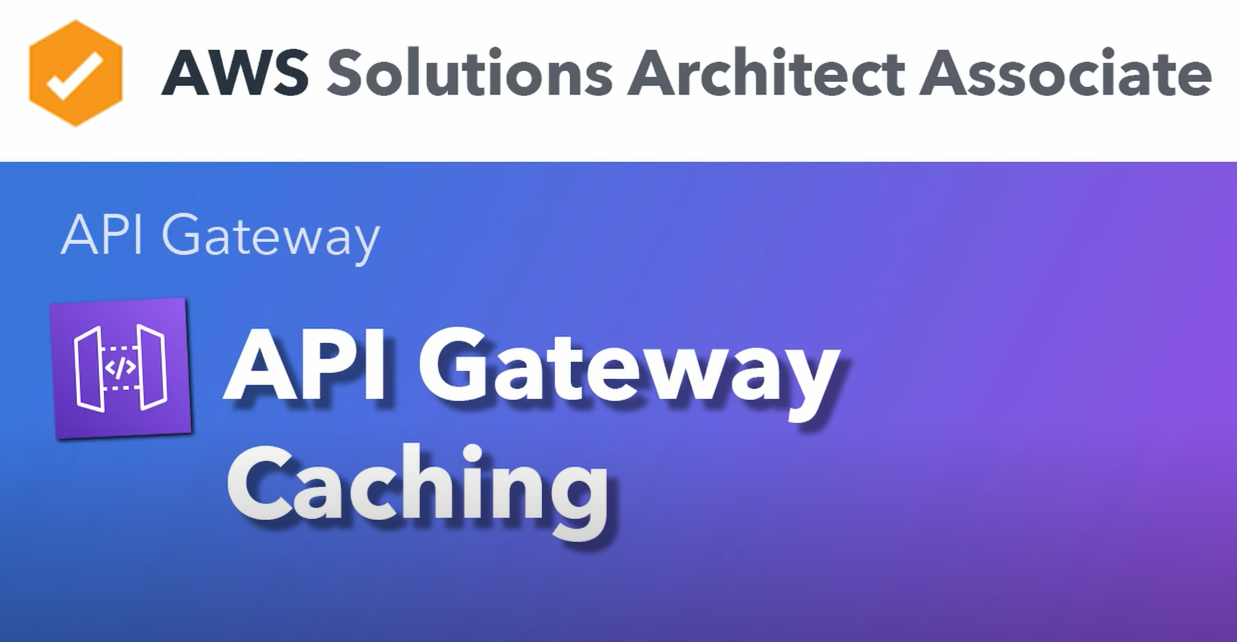 AWS Solutions Architect Associate
API Gateway
</>
API Gateway
Caching